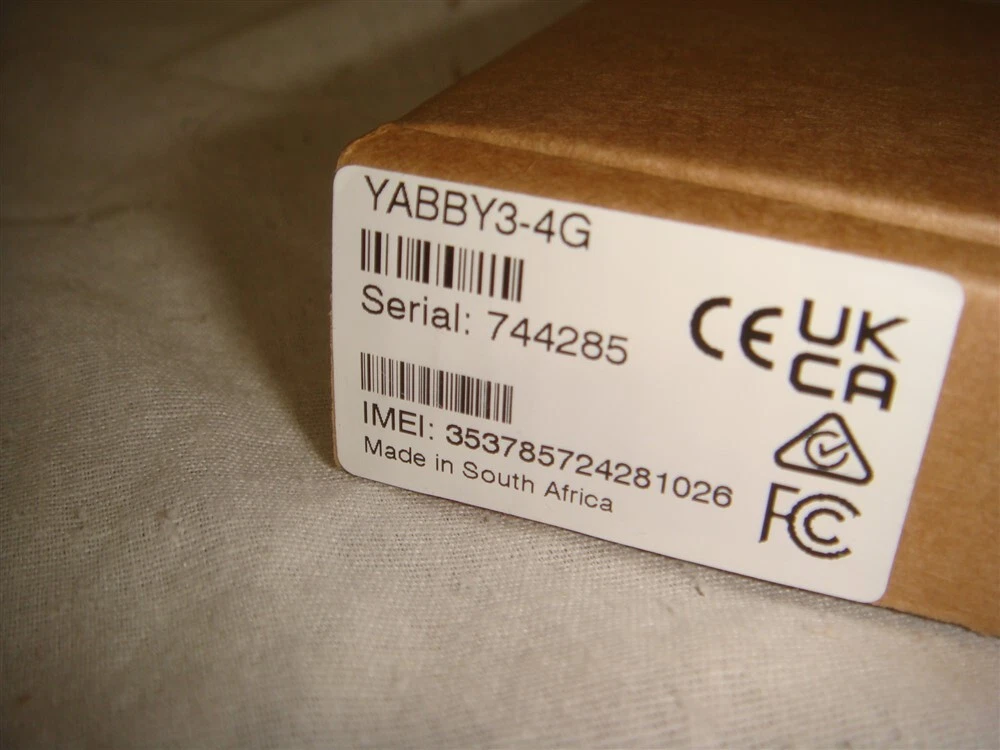 YABBY3-4G
Serial: 744285
IMEI: 353785724281026
Made in South Africa
CE
UK
CA
FC